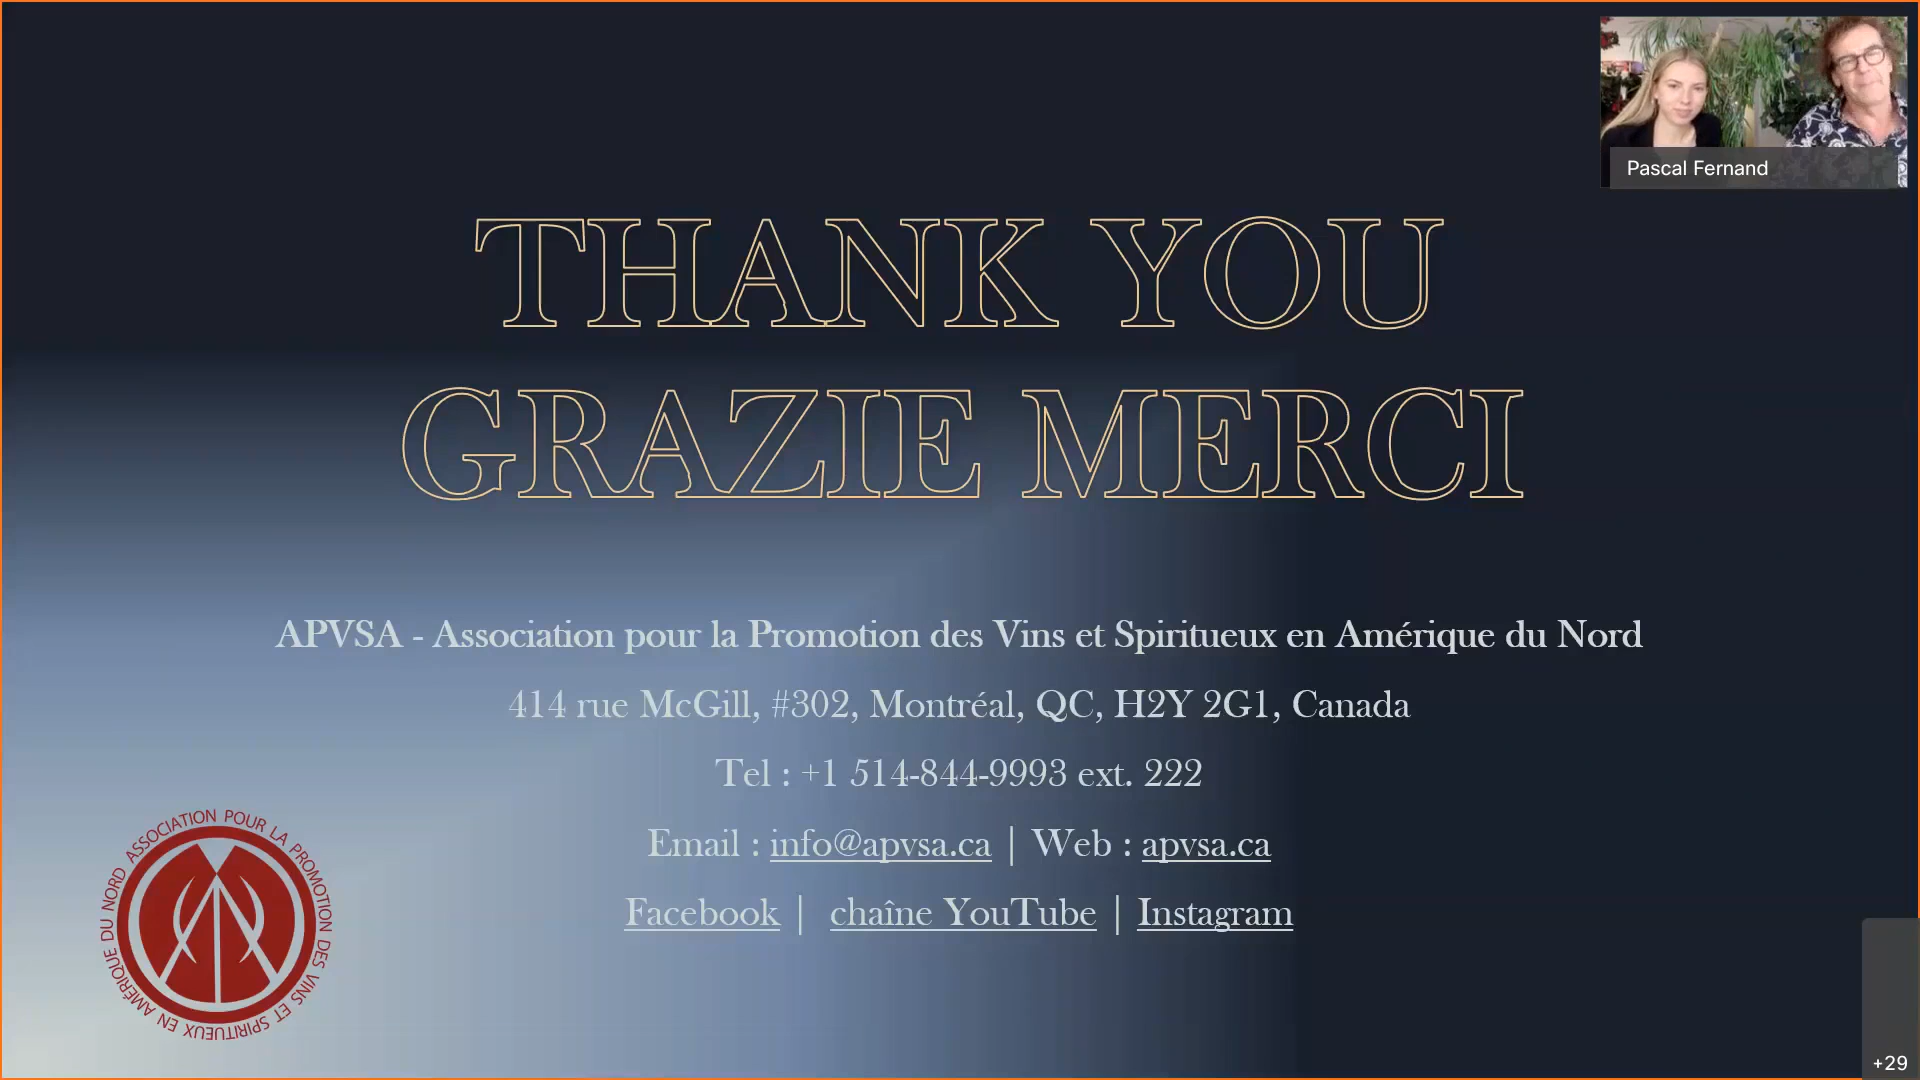 Pascal Fernand
THANK YOU
GRAZIE MERCI
APVSA - Association pour la Promotion des Vins et Spiritueux en Amérique du Nord
414 rue McGill, #302, Montréal, QC, H2Y 2G1, Canada
Tel : +1 514-844-9993 ext. 222
Email : info@apvsa.ca | Web : apvsa.ca
Facebook | chaîne YouTube | Instagram
ASSOCIATION POUR LA PROMOTION DES VINS ET SPIRITUEUX EN AMÉRIQUE DU NORD
+29